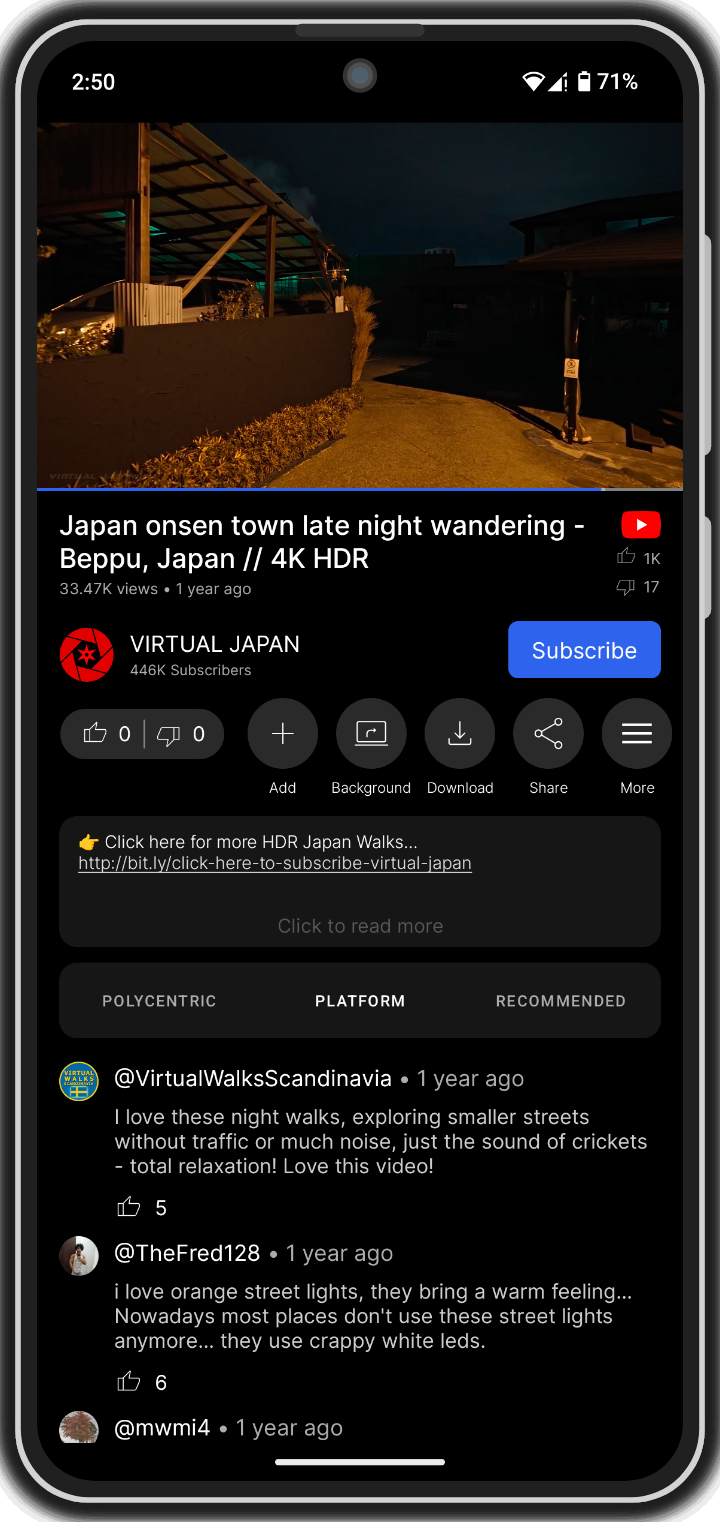 2:50
71%
VIRTUAL
Japan onsen town late night wandering -
Beppu, Japan // 4K HDR
1K
33.47K views • 1 year ago
17
VIRTUAL JAPAN
446K Subscribers
Subscribe
0 0
Add Background Download Share More
👉 Click here for more HDR Japan Walks...
http://bit.ly/click-here-to-subscribe-virtual-japan
Click to read more
POLYCENTRIC PLATFORM RECOMMENDED
VIRTUAL
WALKS
SCANDINAVIA
@VirtualWalksScandinavia • 1 year ago
I love these night walks, exploring smaller streets
without traffic or much noise, just the sound of crickets
- total relaxation! Love this video!
5
@TheFred128 • 1 year ago
i love orange street lights, they bring a warm feeling...
Nowadays most places don't use these street lights
anymore... they use crappy white leds.
6
@mwmi4 • 1 year ago